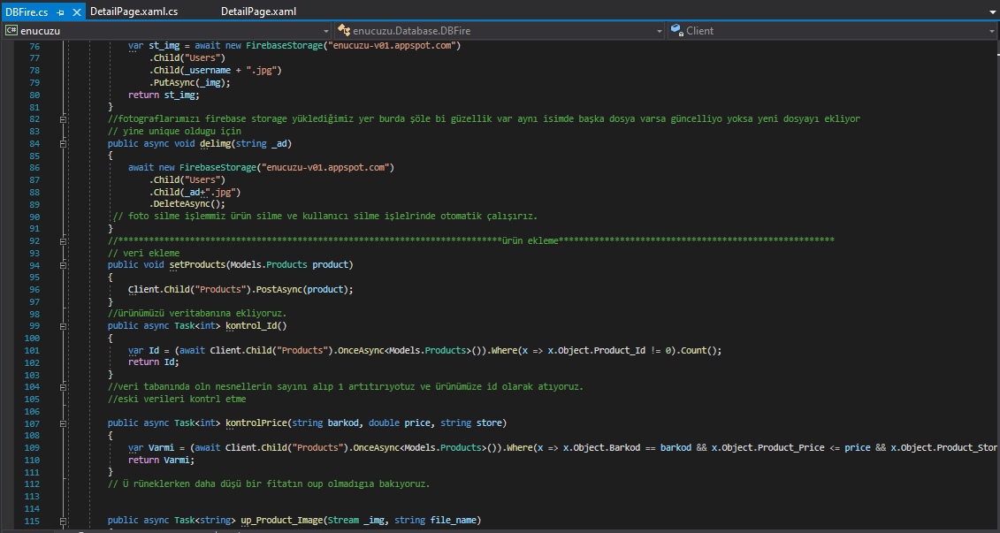 DBFire.cs DetailPage.xaml.cs DetailPage.xaml
C# enucuzu enucuzu.Database.DBFire Client
76 var st_img = await new FirebaseStorage("enucuzu-v01.appspot.com")
77 .Child("Users")
78 .Child(_username + ".jpg")
79 .PutAsync(_img);
80 return st_img;
81 }
82 //fotograflarımızı firebase storage yüklediğimiz yer burda şöle bi güzellik var aynı isimde başka dosya varsa güncelliyo yoksa yeni dosyayı ekliyor
83 // yine unique oldugu için
84 public async void delimg(string _ad)
85 {
86 await new FirebaseStorage("enucuzu-v01.appspot.com")
87 .Child("Users")
88 .Child(_ad+".jpg")
89 .DeleteAsync();
90 // foto silme işlemmiz ürün silme ve kullanıcı silme işlelrinde otomatik çalışırız.
91 }
92 //***************************************************************************ürün ekleme******************************************************
93 // veri ekleme
94 public void setProducts(Models.Products product)
95 {
96 Client.Child("Products").PostAsync(product);
97 }
98 //ürünümüzü veritabanına ekliyoruz.
99 public async Task<int> kontrol_Id()
100 {
101 var Id = (await Client.Child("Products").OnceAsync<Models.Products>()).Where(x => x.Object.Product_Id != 0).Count();
102 return Id;
103 }
104 //veri tabanında oln nesnellerin sayını alıp 1 artıtırıyotuz ve ürünümüze id olarak atıyoruz.
105 //eski verileri kontrl etme
106
107 public async Task<int> kontrolPrice(string barkod, double price, string store)
108 {
109 var Varmi = (await Client.Child("Products").OnceAsync<Models.Products>()).Where(x => x.Object.Barkod == barkod && x.Object.Product_Price <= price && x.Object.Product_Stor
110 return Varmi;
111 }
112 // Ü rüneklerken daha düşü bir fitatın oup olmadıgıa bakıyoruz.
113
114
115 public async Task<string> up_Product_Image(Stream _img, string file_name)